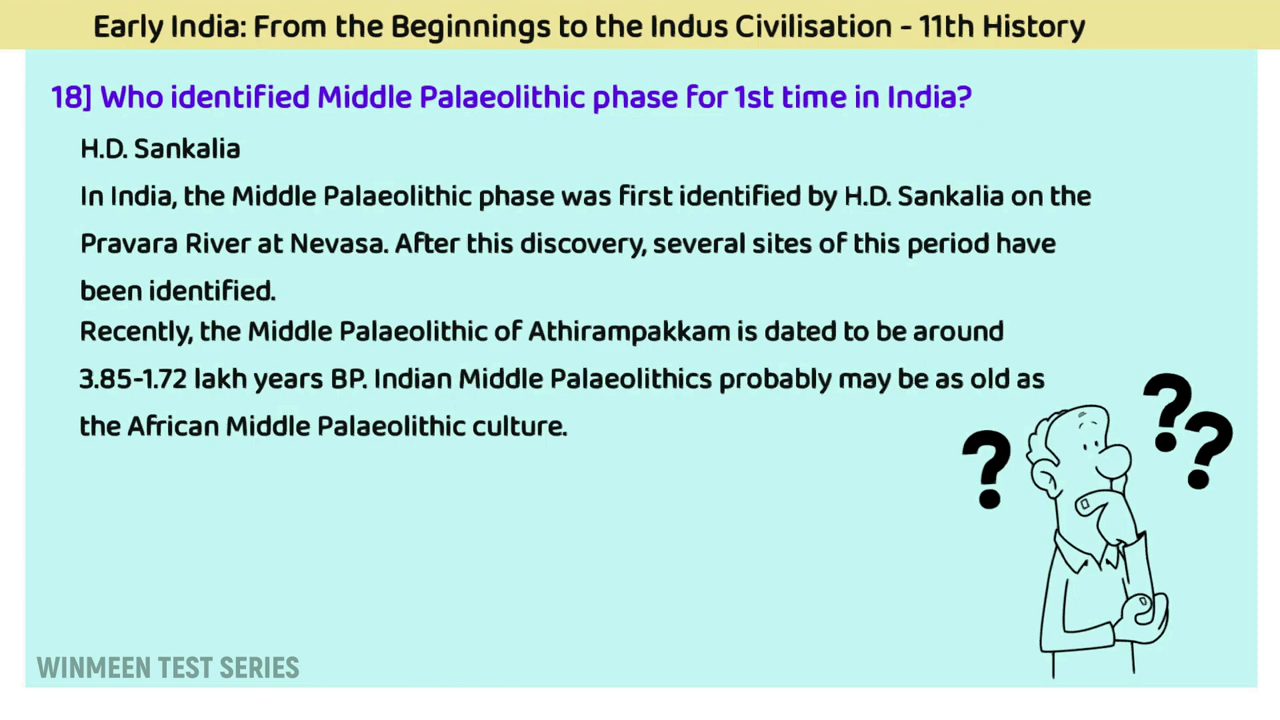 Early India: From the Beginnings to the Indus Civilisation - 11th History
18] Who identified Middle Palaeolithic phase for 1st time in India?
H.D. Sankalia
In India, the Middle Palaeolithic phase was first identified by H.D. Sankalia on the
Pravara River at Nevasa. After this discovery, several sites of this period have
been identified.
Recently, the Middle Palaeolithic of Athirampakkam is dated to be around
3.85-1.72 lakh years BP. Indian Middle Palaeolithics probably may be as old as
the African Middle Palaeolithic culture.
? ? ?
WINMEEN TEST SERIES